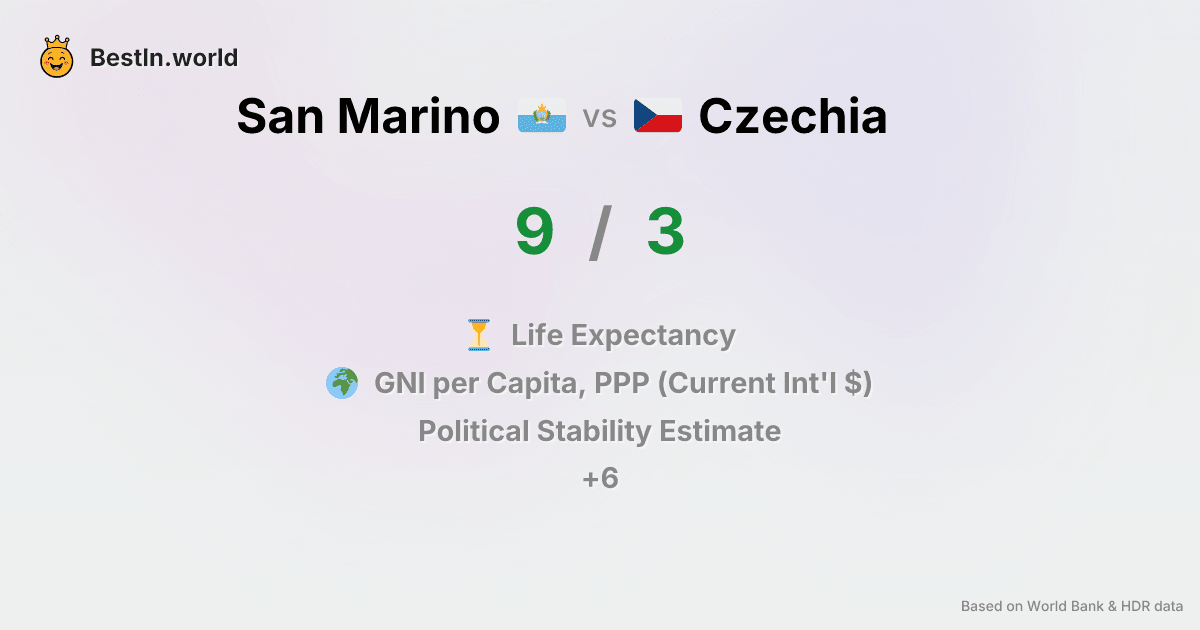 BestIn.world
San Marino vs Czechia
9 / 3
Life Expectancy
GNI per Capita, PPP (Current Int'l $)
Political Stability Estimate
+6
Based on World Bank & HDR data